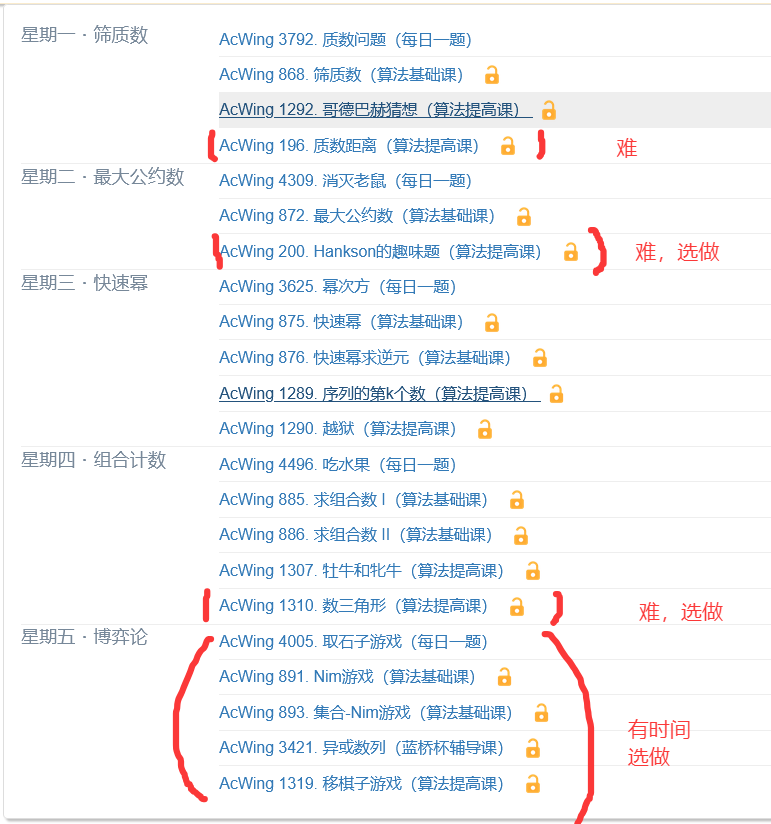 星期一 · 筛质数
AcWing 3792. 质数问题（每日一题）
AcWing 868. 筛质数（算法基础课）
AcWing 1292. 哥德巴赫猜想（算法提高课）
AcWing 196. 质数距离（算法提高课）
难
星期二 · 最大公约数
AcWing 4309. 消灭老鼠（每日一题）
AcWing 872. 最大公约数（算法基础课）
AcWing 200. Hankson的趣味题（算法提高课）
难，选做
星期三 · 快速幂
AcWing 3625. 幂次方（每日一题）
AcWing 875. 快速幂（算法基础课）
AcWing 876. 快速幂求逆元（算法基础课）
AcWing 1289. 序列的第k个数（算法提高课）
AcWing 1290. 越狱（算法提高课）
星期四 · 组合计数
AcWing 4496. 吃水果（每日一题）
AcWing 885. 求组合数 I（算法基础课）
AcWing 886. 求组合数 II（算法基础课）
AcWing 1307. 牡牛和牝牛（算法提高课）
AcWing 1310. 数三角形（算法提高课）
难，选做
星期五 · 博弈论
AcWing 4005. 取石子游戏（每日一题）
AcWing 891. Nim游戏（算法基础课）
AcWing 893. 集合-Nim游戏（算法基础课）
AcWing 3421. 异或数列（蓝桥杯辅导课）
AcWing 1319. 移棋子游戏（算法提高课）
有时间
选做